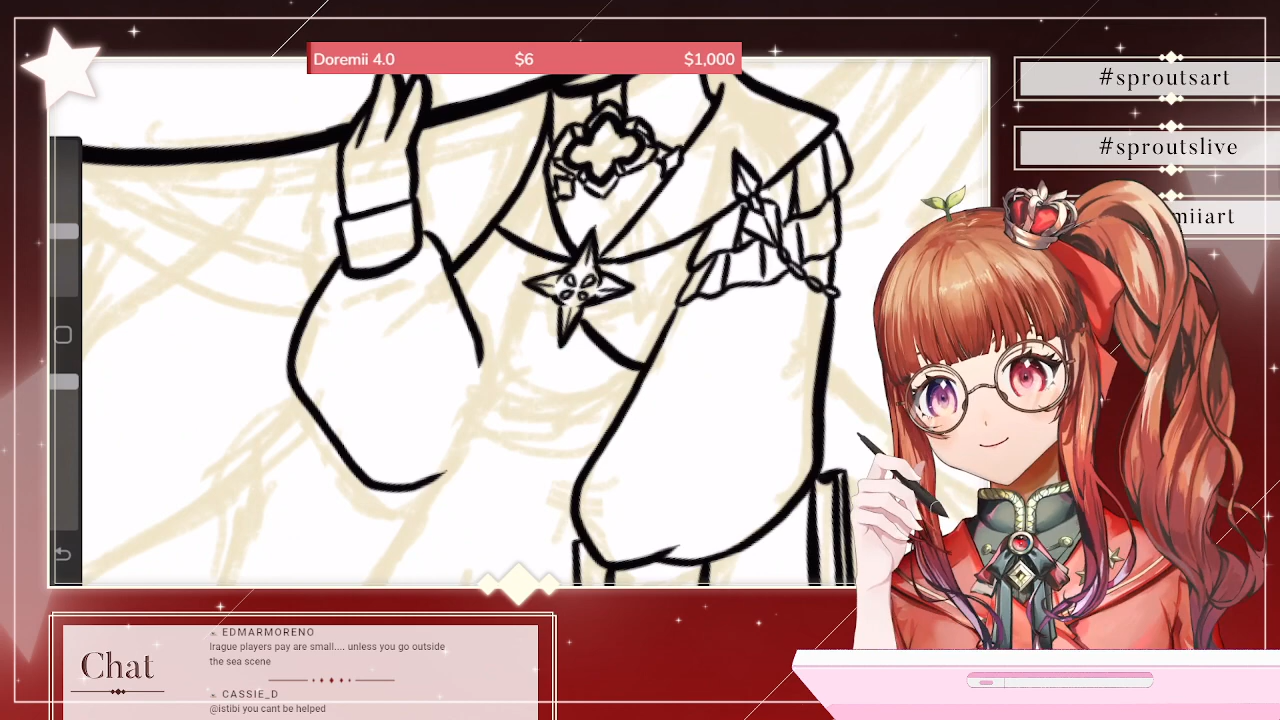 Doremii 4.0 $6 $1,000
#sproutsart
#sproutslive
miiart
Chat
EDMARMORENO
lrague players pay are small.... unless you go outside
the sea scene
CASSIE_D
@istibi you cant be helped